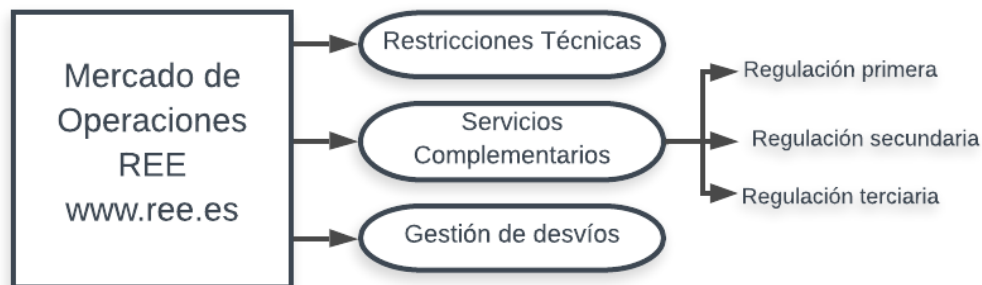 Mercado de
Operaciones
REE
www.ree.es
Restricciones Técnicas
Servicios
Complementarios
Gestión de desvíos
Regulación primera
Regulación secundaria
Regulación terciaria